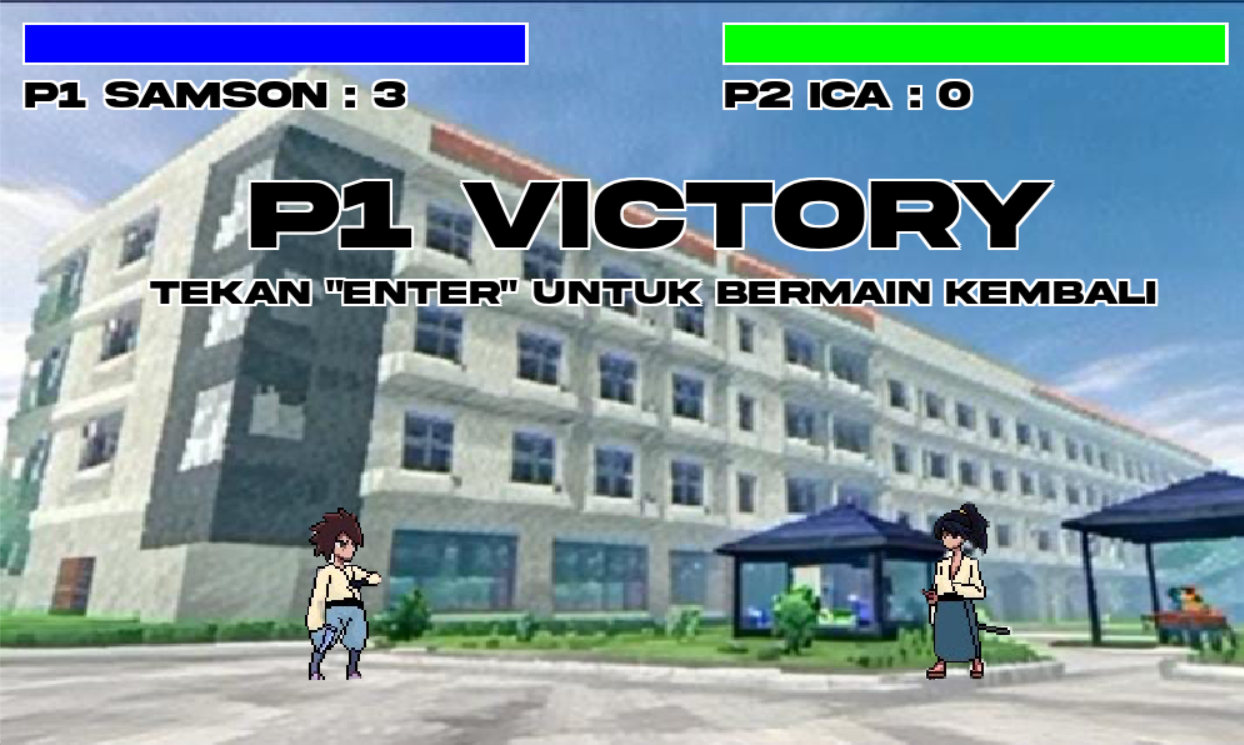 P1 SAMSON : 3
P2 ICA : 0
P1 VICTORY
TEKAN "ENTER" UNTUK BERMAIN KEMBALI